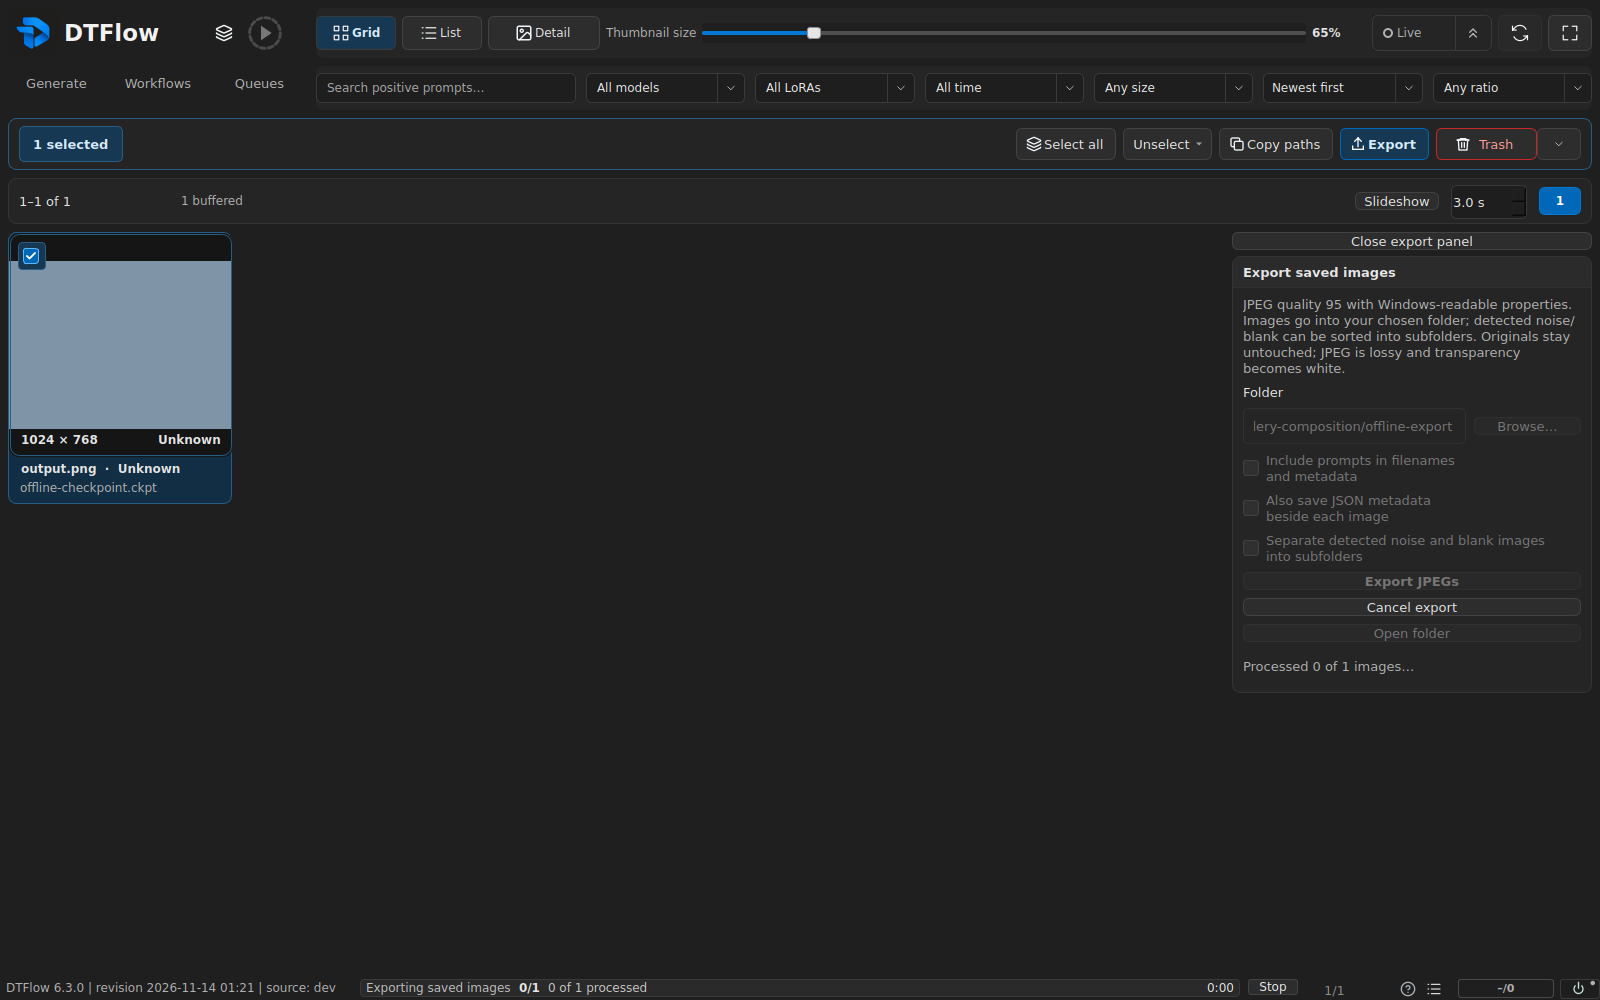 DTFlow
Grid
List
Detail
Thumbnail size
65%
Live
Generate
Workflows
Queues
Search positive prompts...
All models
All LoRAs
All time
Any size
Newest first
Any ratio
1 selected
Select all
Unselect
Copy paths
Export
Trash
1–1 of 1
1 buffered
Slideshow
3.0 s
1
1024 × 768
Unknown
output.png · Unknown
offline-checkpoint.ckpt
Close export panel
Export saved images
JPEG quality 95 with Windows-readable properties.
Images go into your chosen folder; detected noise/
blank can be sorted into subfolders. Originals stay
untouched; JPEG is lossy and transparency
becomes white.
Folder
lery-composition/offline-export
Browse...
Include prompts in filenames
and metadata
Also save JSON metadata
beside each image
Separate detected noise and blank images
into subfolders
Export JPEGs
Cancel export
Open folder
Processed 0 of 1 images...
DTFlow 6.3.0 | revision 2026-11-14 01:21 | source: dev
Exporting saved images 0/1 0 of 1 processed
0:00
Stop
1/1
–/0